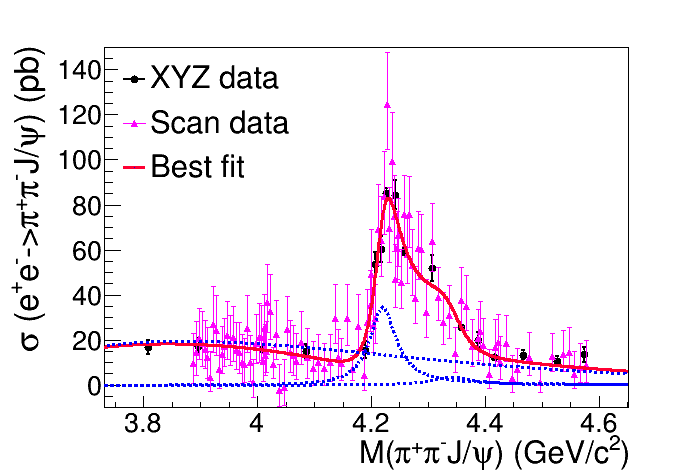 σ (e⁺e⁻->π⁺π⁻J/ψ) (pb)
140
120
100
80
60
40
20
0
XYZ data
Scan data
Best fit
3.8 4 4.2 4.4 4.6
M(π⁺π⁻J/ψ) (GeV/c²)